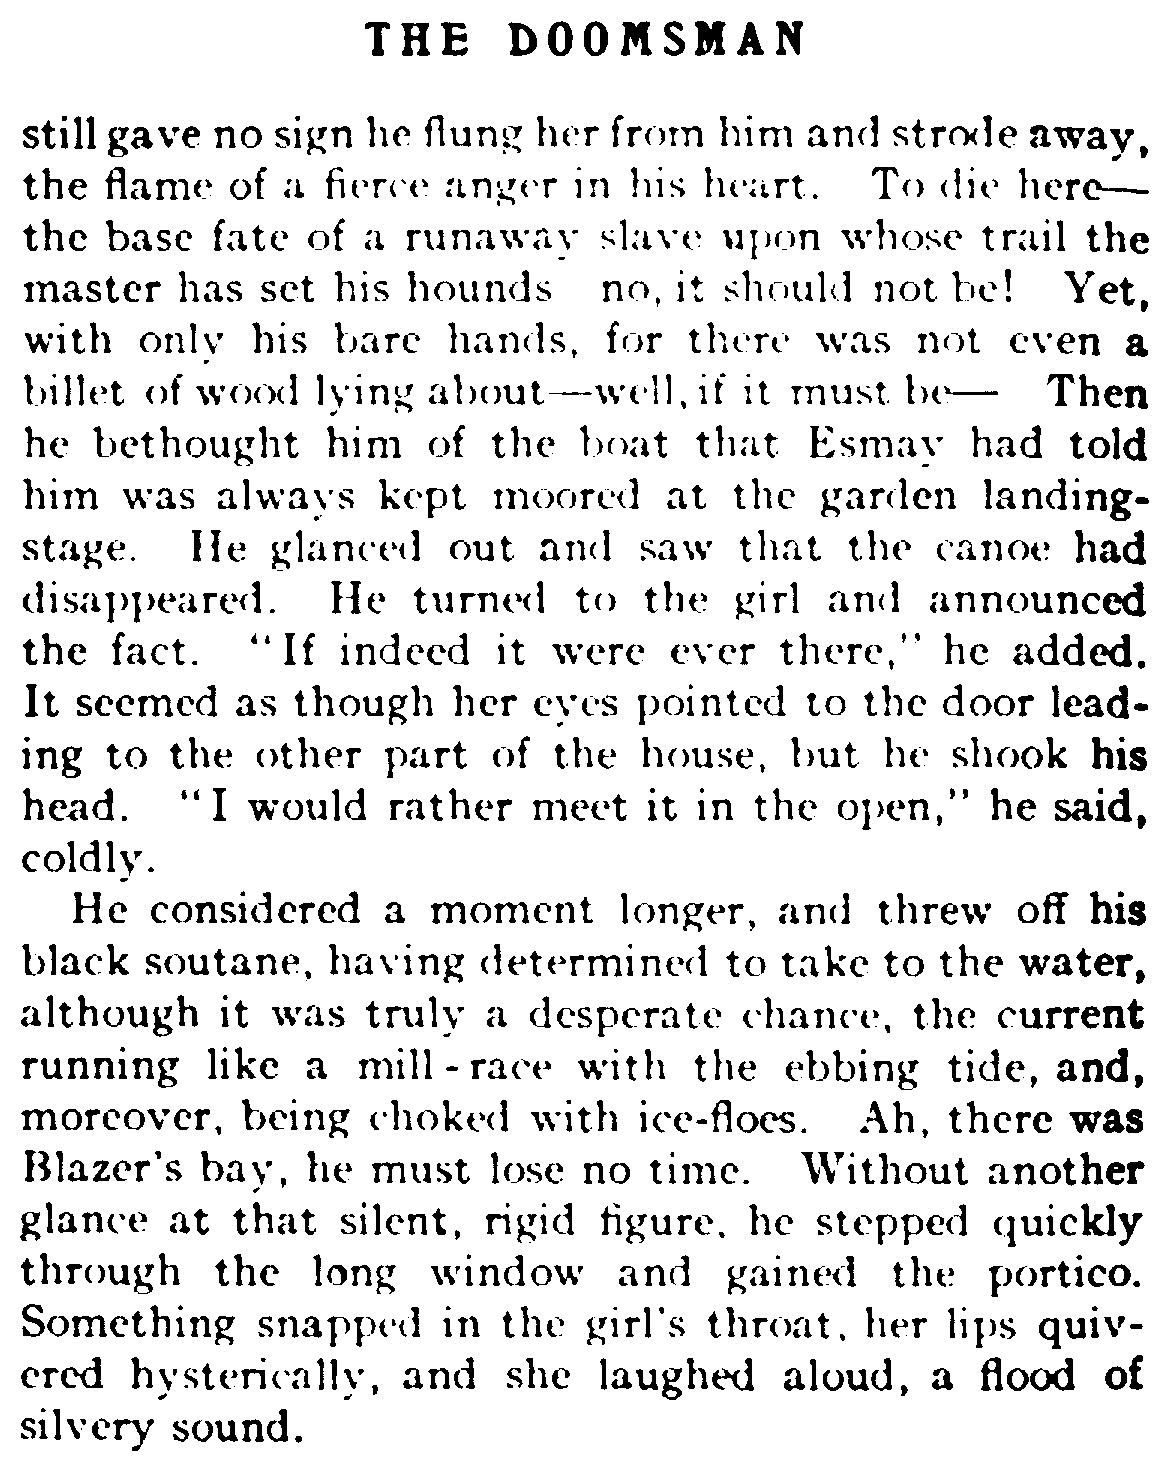 THE DOOMSMAN
still gave no sign he flung her from him and strode away,
the flame of a fierce anger in his heart. To die here—
the base fate of a runaway slave upon whose trail the
master has set his hounds no, it should not be! Yet,
with only his bare hands, for there was not even a
billet of wood lying about—well, if it must be— Then
he bethought him of the boat that Esmay had told
him was always kept moored at the garden landing-
stage. He glanced out and saw that the canoe had
disappeared. He turned to the girl and announced
the fact. "If indeed it were ever there," he added.
It seemed as though her eyes pointed to the door lead-
ing to the other part of the house, but he shook his
head. "I would rather meet it in the open," he said,
coldly.
He considered a moment longer, and threw off his
black soutane, having determined to take to the water,
although it was truly a desperate chance, the current
running like a mill-race with the ebbing tide, and,
moreover, being choked with ice-floes. Ah, there was
Blazer's bay, he must lose no time. Without another
glance at that silent, rigid figure, he stepped quickly
through the long window and gained the portico.
Something snapped in the girl's throat, her lips quiv-
ered hysterically, and she laughed aloud, a flood of
silvery sound.